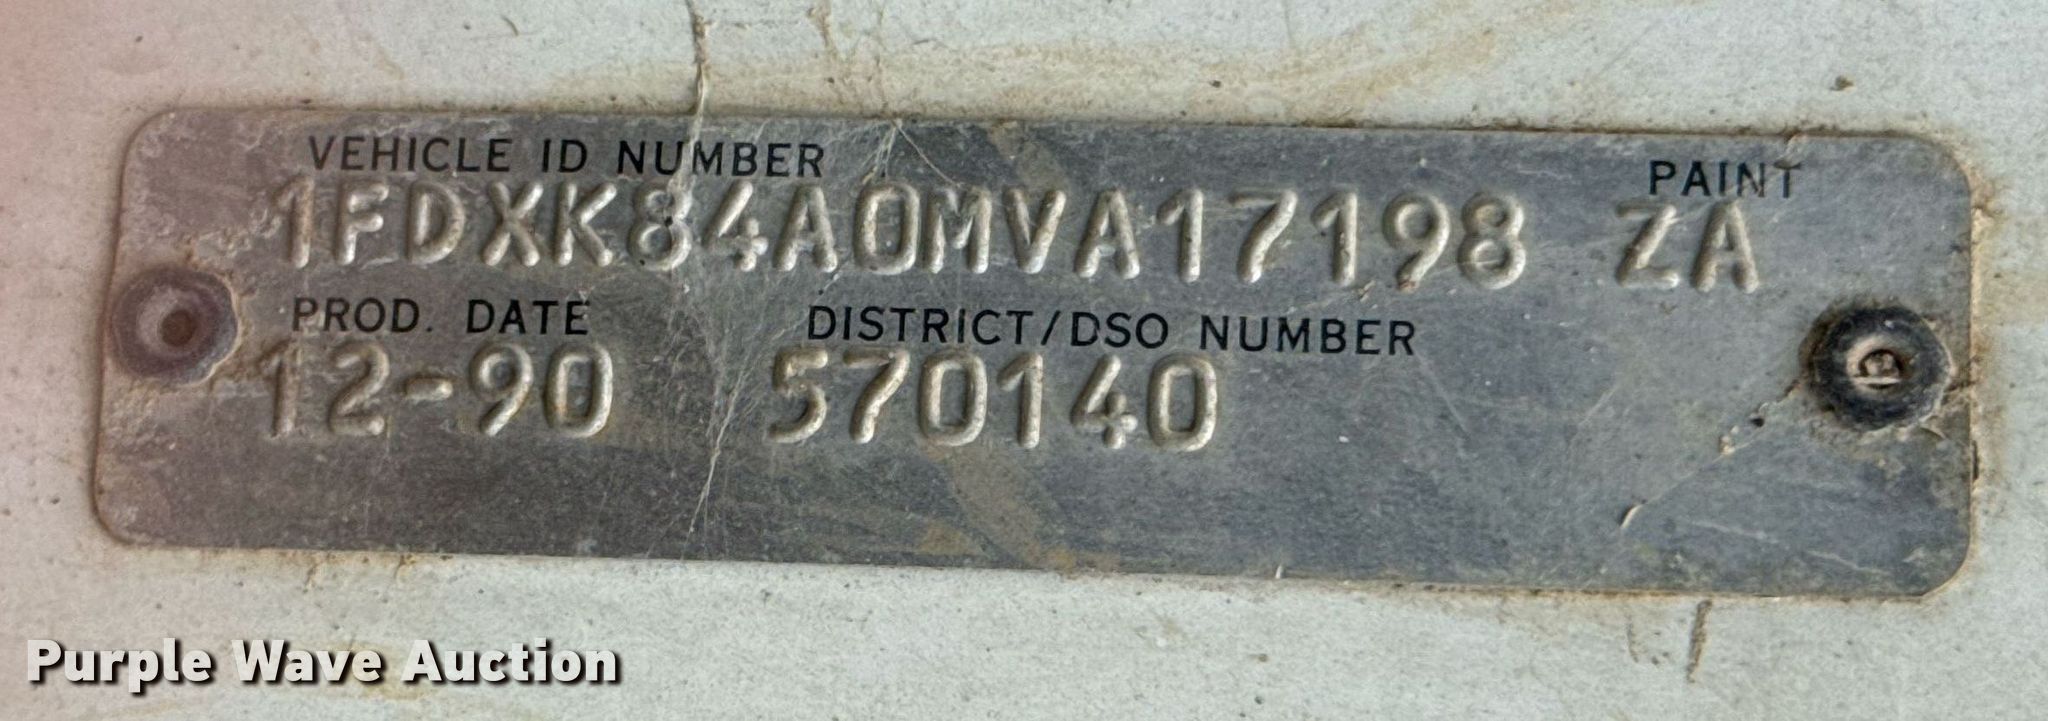 VEHICLE ID NUMBER PAINT
1FDXK84A0MVA17198 ZA
PROD. DATE DISTRICT/DSO NUMBER
12-90 570140
Purple Wave Auction